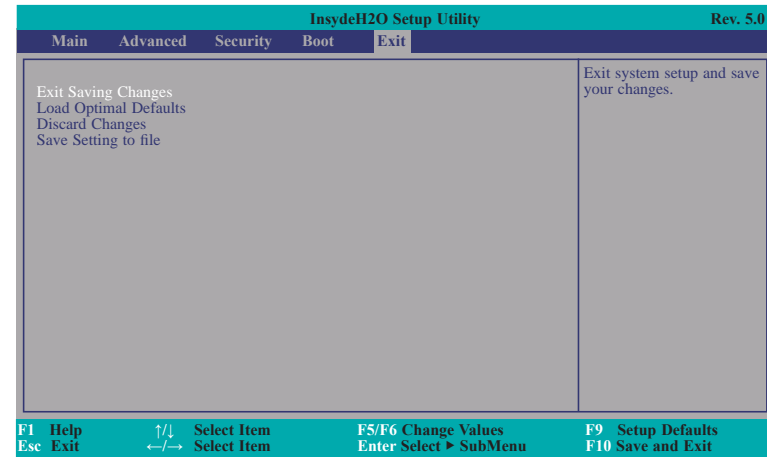 InsydeH2O Setup Utility Rev. 5.0
Main Advanced Security Boot Exit
Exit Saving Changes
Load Optimal Defaults
Discard Changes
Save Setting to file
Exit system setup and save
your changes.
F1 Help ↑/↓ Select Item F5/F6 Change Values F9 Setup Defaults
Esc Exit ←/→ Select Item Enter Select ▶ SubMenu F10 Save and Exit